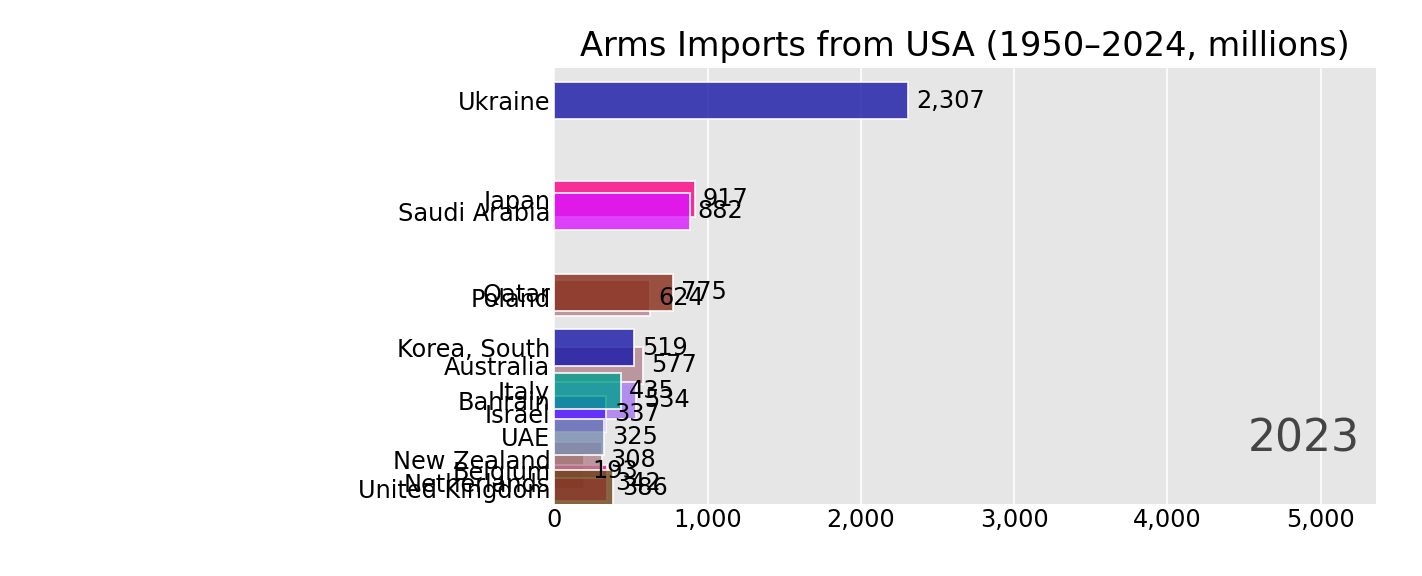 Arms Imports from USA (1950–2024, millions)
Ukraine 2,307
Japan 917
Saudi Arabia 882
Qatar 775
Poland 624
Korea, South 519
Australia 577
Italy 435
Bahrain 534
Israel 337
UAE 325
2023
New Zealand 308
Belgium 193
Netherlands 342
United Kingdom 386
0 1,000 2,000 3,000 4,000 5,000